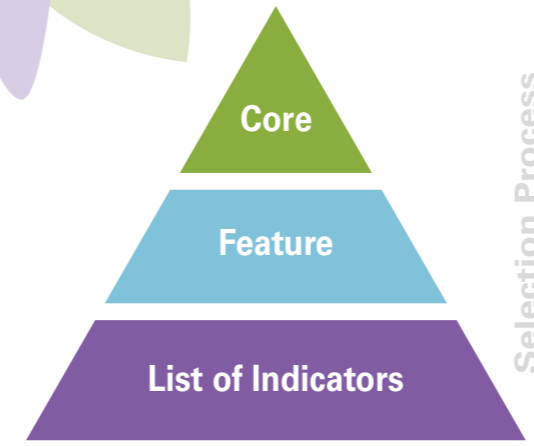 Core
Feature
List of Indicators
Selection Process